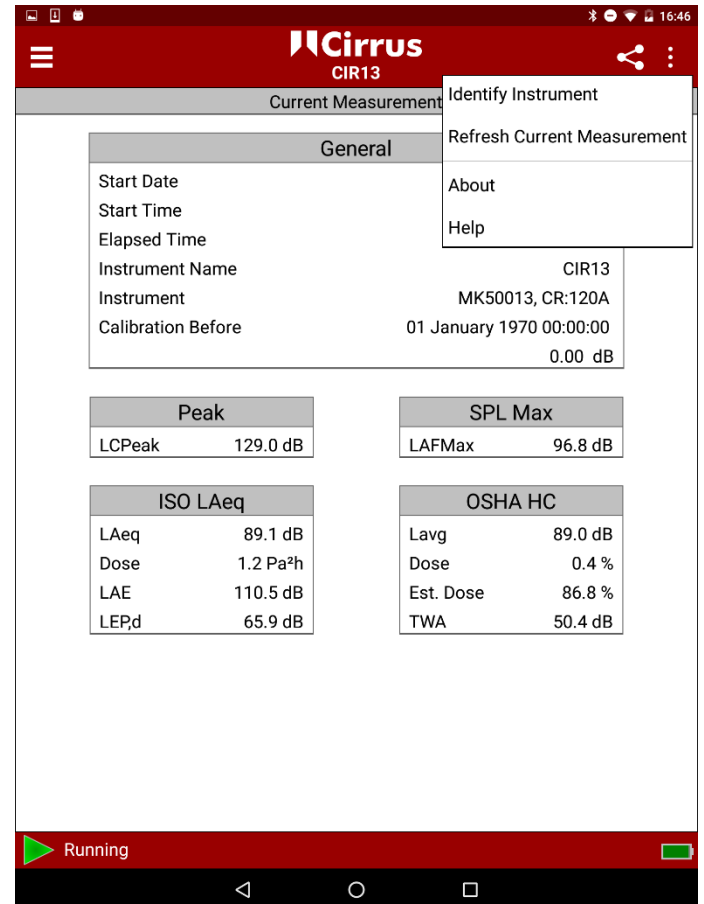 16:46
Cirrus
CIR13
Current Measurement
Identify Instrument
Refresh Current Measurement
About
Help
General
Start Date
Start Time
Elapsed Time
Instrument Name CIR13
Instrument MK50013, CR:120A
Calibration Before 01 January 1970 00:00:00
0.00 dB
Peak
LCPeak 129.0 dB
SPL Max
LAFMax 96.8 dB
ISO LAeq
LAeq 89.1 dB
Dose 1.2 Pa²h
LAE 110.5 dB
LEP,d 65.9 dB
OSHA HC
Lavg 89.0 dB
Dose 0.4 %
Est. Dose 86.8 %
TWA 50.4 dB
Running